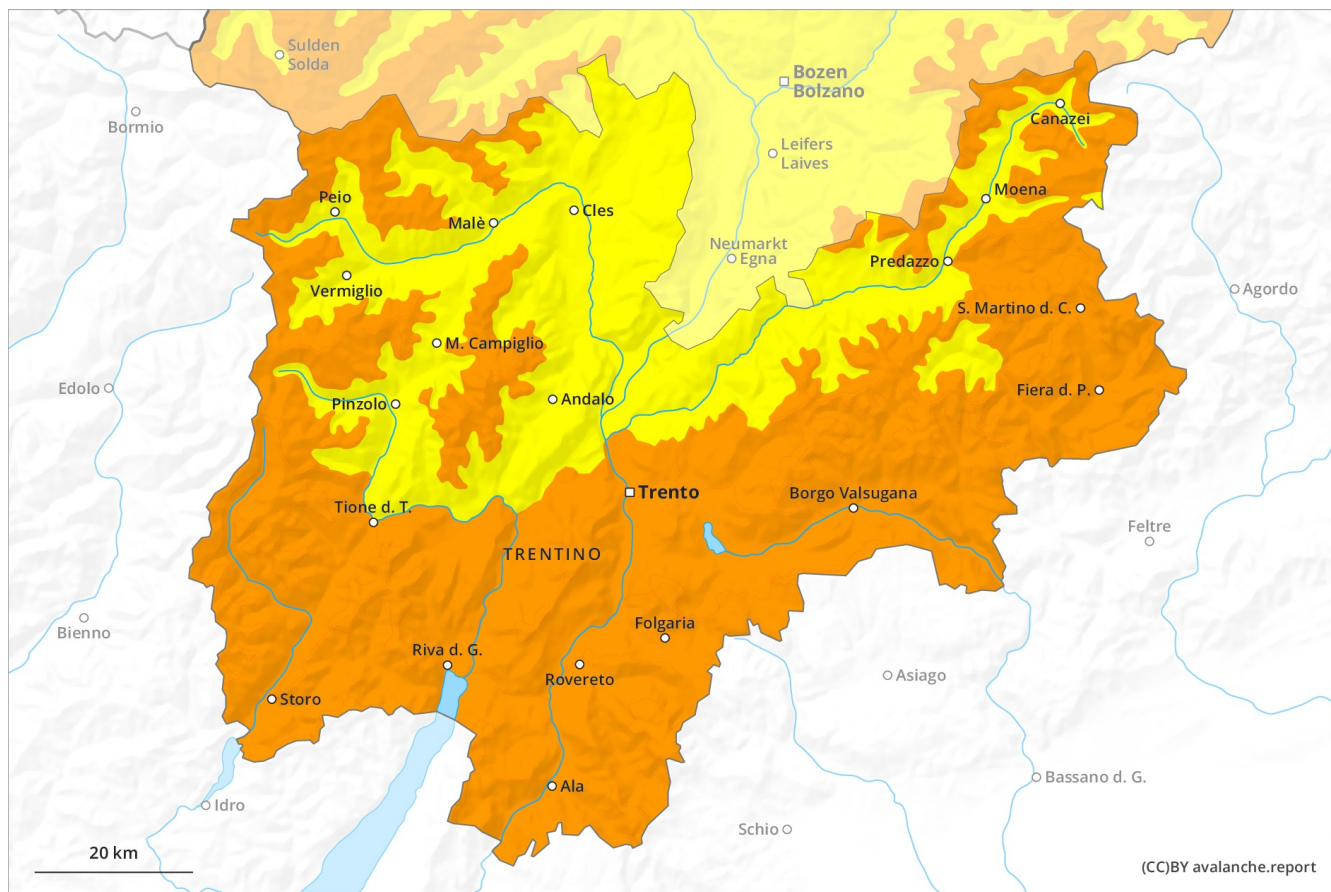 Sulden
Solda
Bozen
Bolzano
Bormio
Canazei
Leifers
Laives
Moena
Peio
Cles
Malè
Neumarkt
Egna
Predazzo
Vermiglio
Agordo
S. Martino d. C.
M. Campiglio
Edolo
Fiera d. P.
Andalo
Pinzolo
Trento
Borgo Valsugana
Tione d. T.
Feltre
TRENTINO
Bienno
Folgaria
Riva d. G.
Rovereto
Asiago
Storo
Bassano d. G.
Ala
Idro
Schio
20 km
(CC)BY avalanche.report